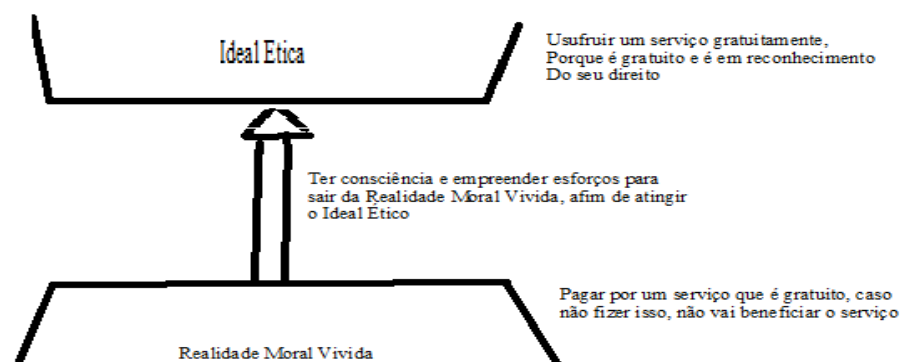 Ideal Etica
Usufruir um serviço gratuitamente,
Porque é gratuito e é em reconhecimento
Do seu direito
Ter consciência e empreender esforços para
sair da Realidade Moral Vivida, afim de atingir
o Ideal Ético
Pagar por um serviço que é gratuito, caso
não fizer isso, não vai beneficiar o serviço
Realidade Moral Vivida